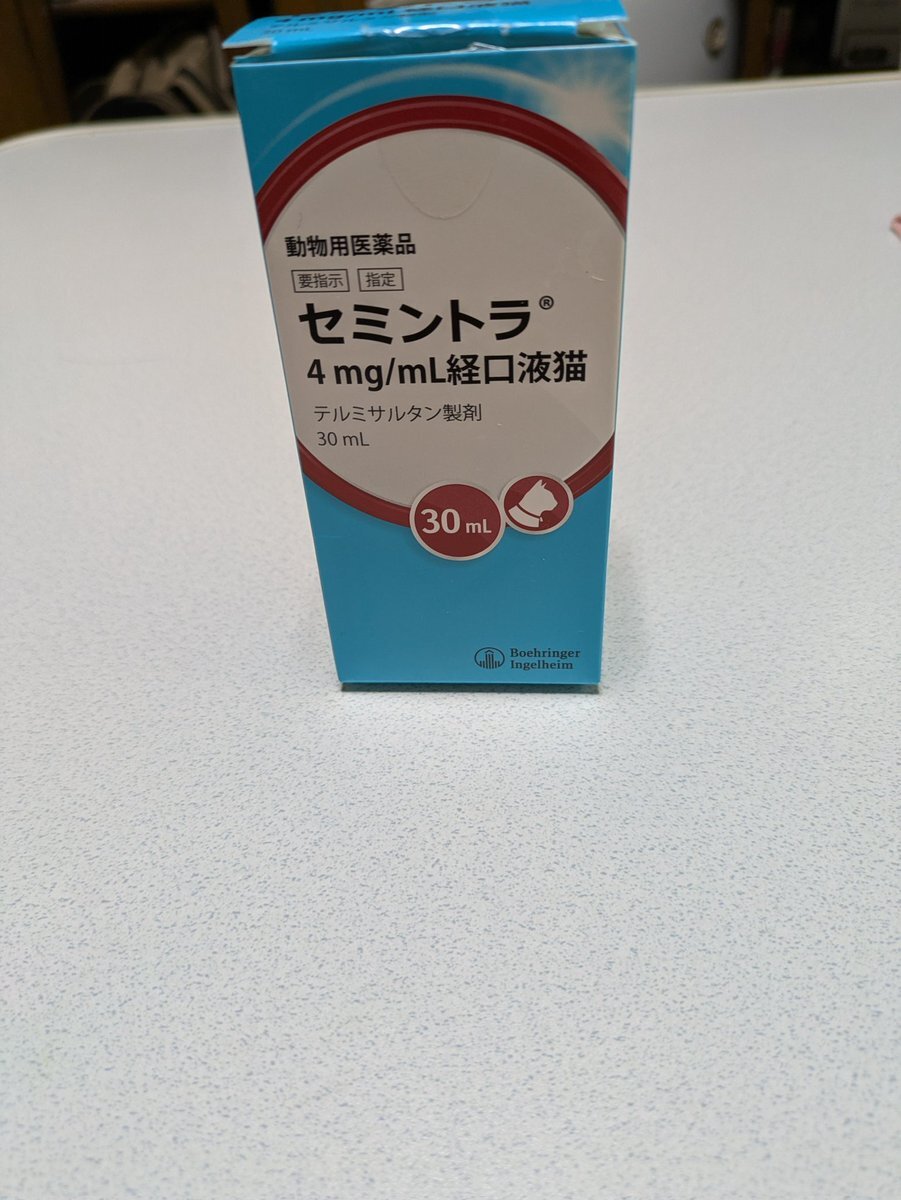 30 mL
動物用医薬品
要指示 指定
セミントラ®
4 mg/mL経口液猫
テルミサルタン製剤
30 mL
30 mL
Boehringer
Ingelheim